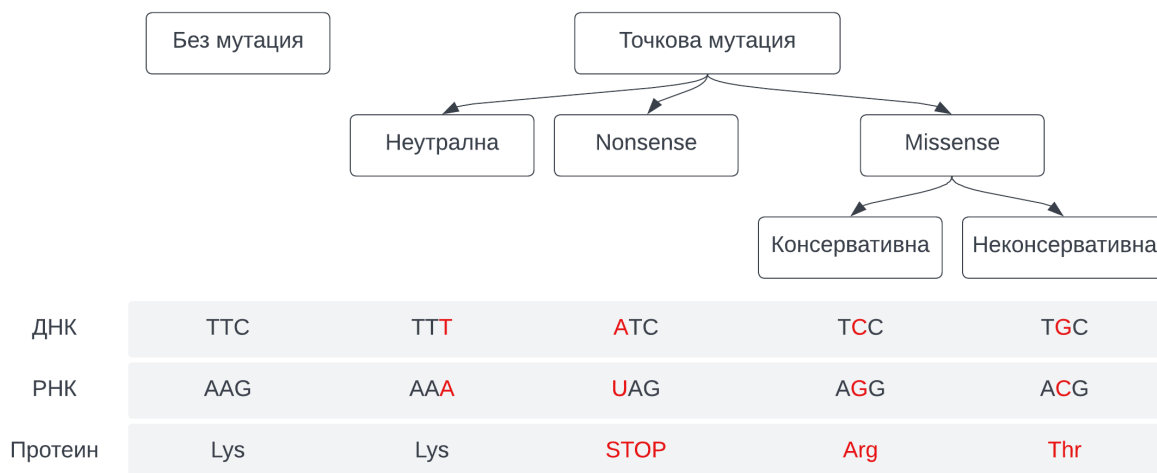 Без мутация
Точкова мутация
Неутрална
Nonsense
Missense
Консервативна
Неконсервативна
ДНК TTC TTT ATC TCC TGC
РНК AAG AAA UAG AGG ACG
Протеин Lys Lys STOP Arg Thr